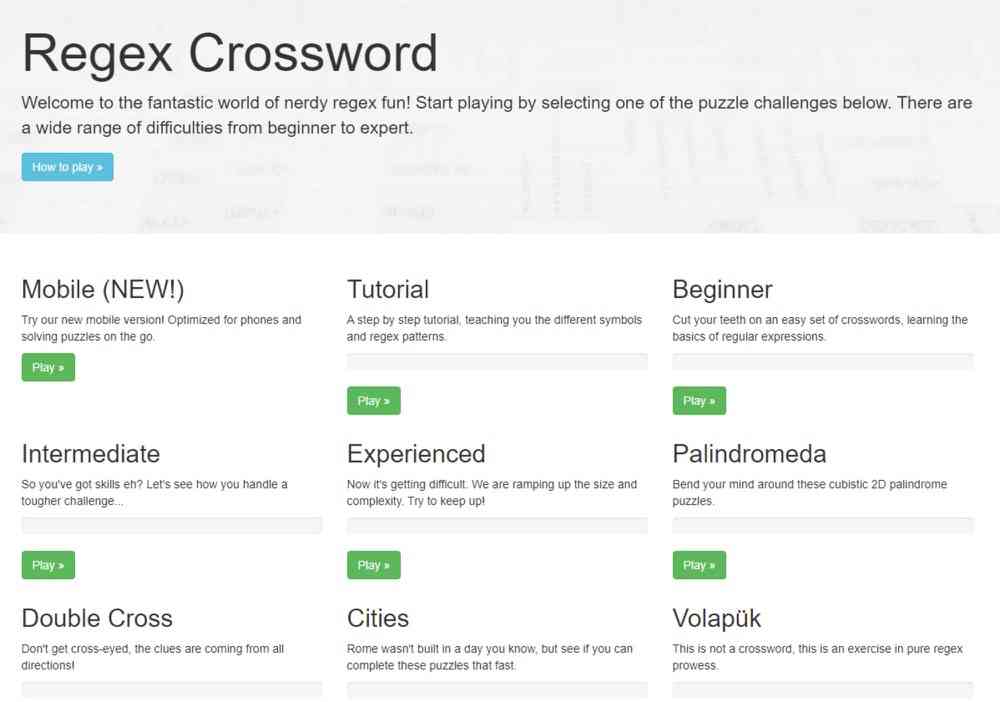 Regex Crossword
Welcome to the fantastic world of nerdy regex fun! Start playing by selecting one of the puzzle challenges below. There are
a wide range of difficulties from beginner to expert.
How to play »
Mobile (NEW!)
Try our new mobile version! Optimized for phones and
solving puzzles on the go.
Play »
Tutorial
A step by step tutorial, teaching you the different symbols
and regex patterns.
Play »
Beginner
Cut your teeth on an easy set of crosswords, learning the
basics of regular expressions.
Play »
Intermediate
So you've got skills eh? Let's see how you handle a
tougher challenge...
Play »
Experienced
Now it's getting difficult. We are ramping up the size and
complexity. Try to keep up!
Play »
Palindromeda
Bend your mind around these cubistic 2D palindrome
puzzles.
Play »
Double Cross
Don't get cross-eyed, the clues are coming from all
directions!
Cities
Rome wasn't built in a day you know, but see if you can
complete these puzzles that fast.
Volapük
This is not a crossword, this is an exercise in pure regex
prowess.